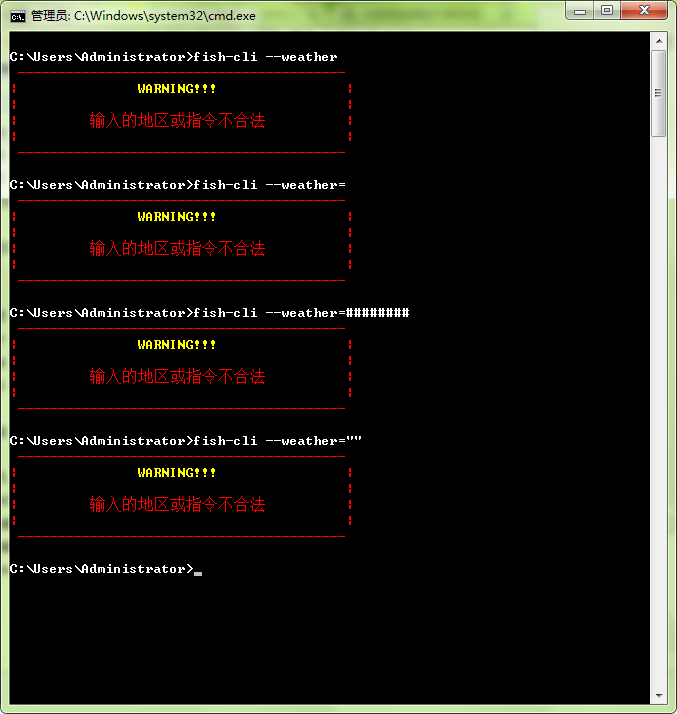 管理员: C:\Windows\system32\cmd.exe
C:\Users\Administrator>fish-cli --weather
WARNING!!!
输入的地区或指令不合法
C:\Users\Administrator>fish-cli --weather=
WARNING!!!
输入的地区或指令不合法
C:\Users\Administrator>fish-cli --weather=########
WARNING!!!
输入的地区或指令不合法
C:\Users\Administrator>fish-cli --weather=""
WARNING!!!
输入的地区或指令不合法
C:\Users\Administrator>